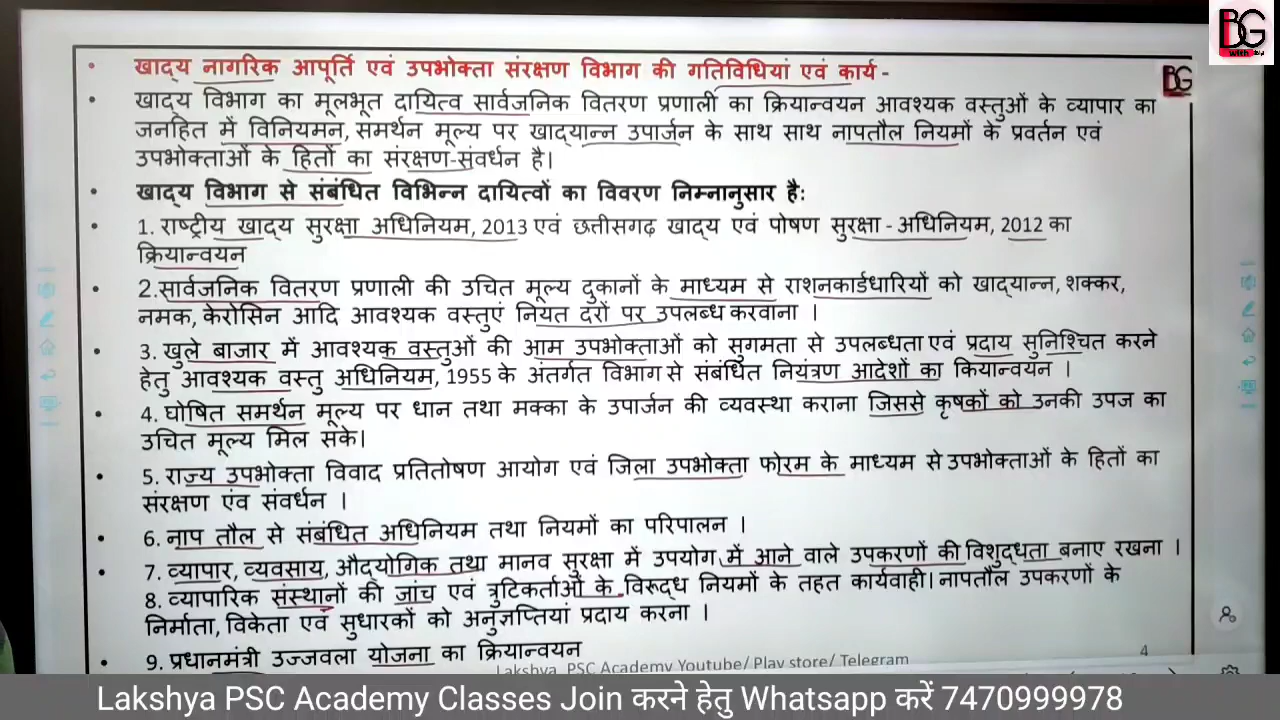 BG
with
BG
खाद्य नागरिक आपूर्ति एवं उपभोक्ता संरक्षण विभाग की गतिविधियां एवं कार्य -
खाद्य विभाग का मूलभूत दायित्व सार्वजनिक वितरण प्रणाली का क्रियान्वयन आवश्यक वस्तुओं के व्यापार का
जनहित में विनियमन, समर्थन मूल्य पर खाद्यान्न उपार्जन के साथ साथ नापतौल नियमों के प्रवर्तन एवं
उपभोक्ताओं के हितों का संरक्षण-संवर्धन है।
खाद्य विभाग से संबंधित विभिन्न दायित्वों का विवरण निम्नानुसार है:
1. राष्ट्रीय खाद्य सुरक्षा अधिनियम, 2013 एवं छत्तीसगढ़ खाद्य एवं पोषण सुरक्षा - अधिनियम, 2012 का
क्रियान्वयन
2.सार्वजनिक वितरण प्रणाली की उचित मूल्य दुकानों के माध्यम से राशनकार्डधारियों को खाद्यान्न, शक्कर,
नमक, केरोसिन आदि आवश्यक वस्तुएं नियत दरों पर उपलब्ध करवाना ।
3. खुले बाजार में आवश्यक वस्तुओं की आम उपभोक्ताओं को सुगमता से उपलब्धता एवं प्रदाय सुनिश्चित करने
हेतु आवश्यक वस्तु अधिनियम, 1955 के अंतर्गत विभाग से संबंधित नियंत्रण आदेशों का कियान्वयन ।
4. घोषित समर्थन मूल्य पर धान तथा मक्का के उपार्जन की व्यवस्था कराना जिससे कृषकों को उनकी उपज का
उचित मूल्य मिल सके।
5. राज्य उपभोक्ता विवाद प्रतितोषण आयोग एवं जिला उपभोक्ता फोरम के माध्यम से उपभोक्ताओं के हितों का
संरक्षण एंव संवर्धन ।
6. नाप तौल से संबंधित अधिनियम तथा नियमों का परिपालन ।
7. व्यापार, व्यवसाय, औद्योगिक तथा मानव सुरक्षा में उपयोग में आने वाले उपकरणों की विशुद्धता बनाए रखना ।
8. व्यापारिक संस्थानों की जांच एवं त्रुटिकर्ताओं के विरूद्ध नियमों के तहत कार्यवाही। नापतौल उपकरणों के
निर्माता, विकेता एवं सुधारकों को अनुज्ञप्तियां प्रदाय करना ।
9. प्रधानमंत्री उज्जवला योजना का क्रियान्वयन
Lakshya PSC Academy Youtube/ Play store/ Telegram
4
Lakshya PSC Academy Classes Join करने हेतु Whatsapp करें 7470999978